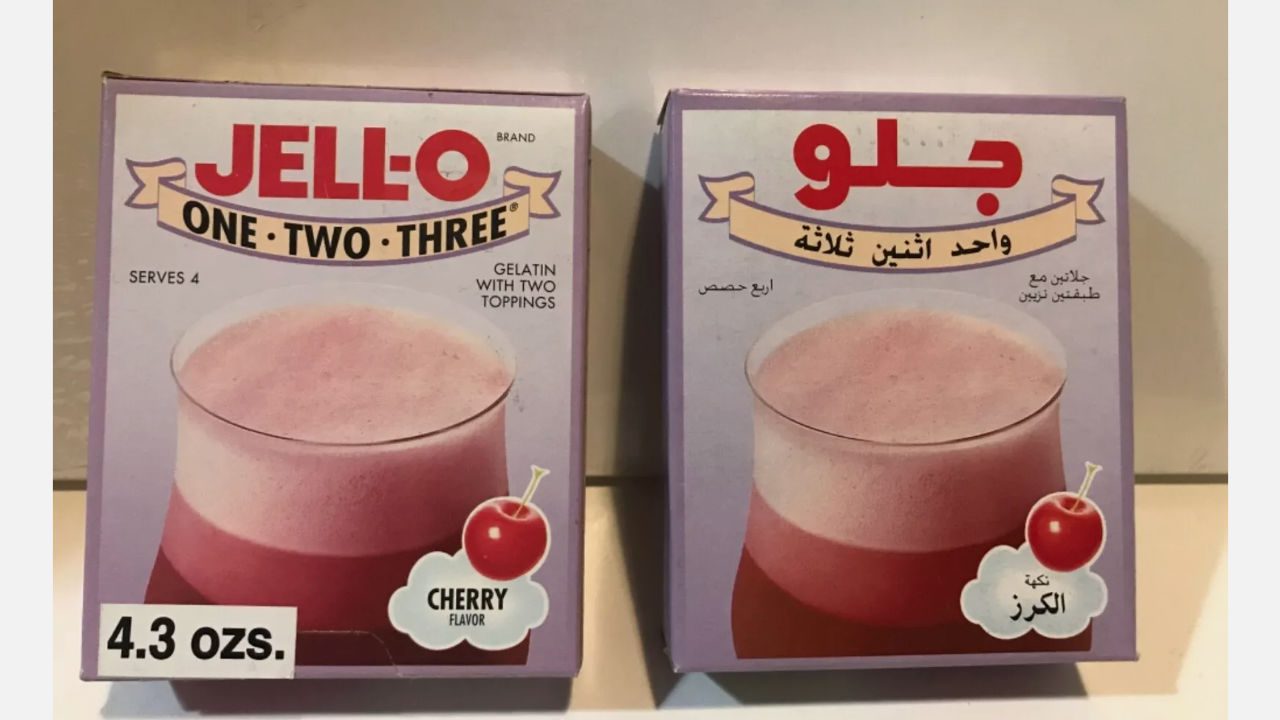 JELL-O
BRAND
ONE • TWO • THREE®
SERVES 4
GELATIN
WITH TWO
TOPPINGS
CHERRY
FLAVOR
4.3 ozs.
جلو
واحد اثنين ثلاثة
جلاتين مع
طبقتين تزيين
اربع حصص
نكهة
الكرز